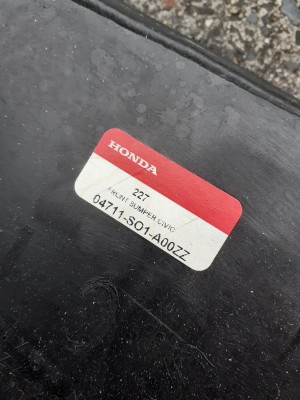 HONDA
227
FRONT BUMPER CIVIC
04711-SO1-A00ZZ